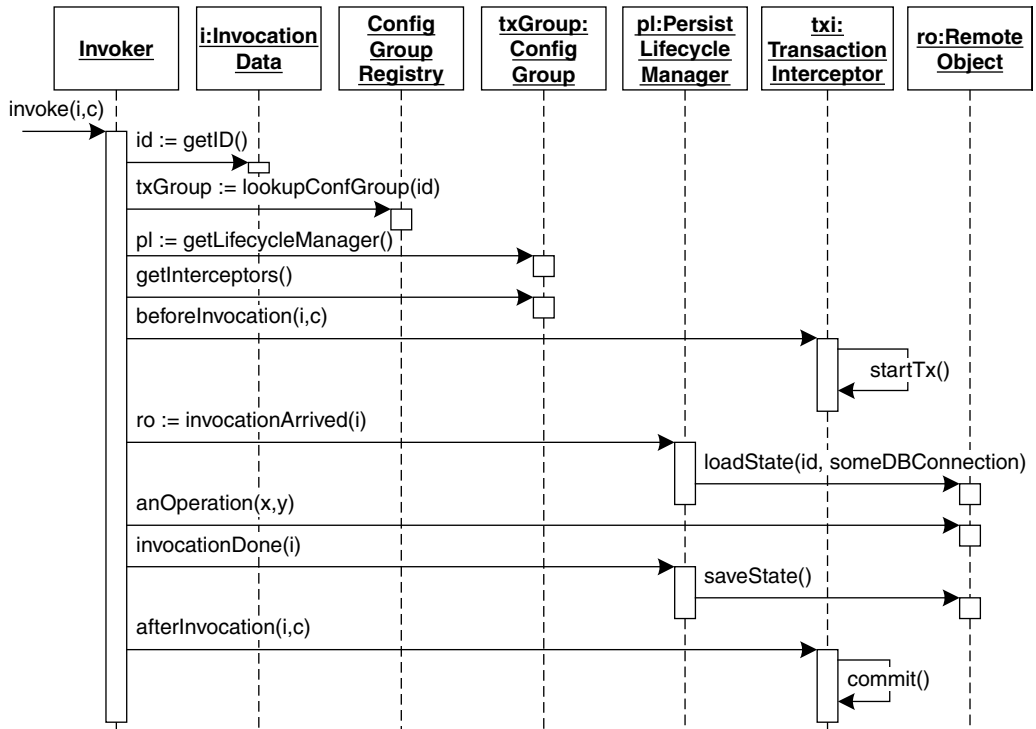 Invoker
i:Invocation
Data
Config
Group
Registry
txGroup:
Config
Group
pl:Persist
Lifecycle
Manager
txi:
Transaction
Interceptor
ro:Remote
Object
invoke(i,c)
id := getID()
txGroup := lookupConfGroup(id)
pl := getLifecycleManager()
getInterceptors()
beforeInvocation(i,c)
startTx()
ro := invocationArrived(i)
loadState(id, someDBConnection)
anOperation(x,y)
invocationDone(i)
saveState()
afterInvocation(i,c)
commit()